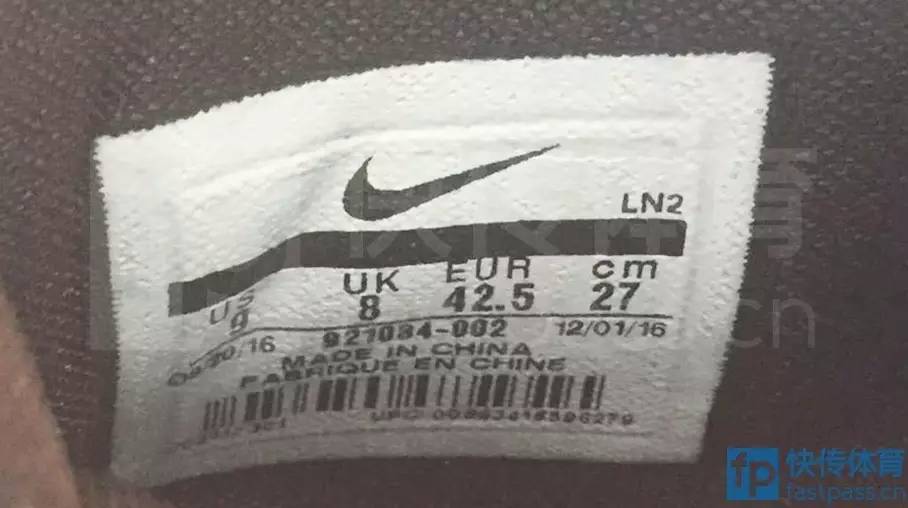 LN2
US UK EUR cm
9 8 42.5 27
921084-002 12/01/16
MADE IN CHINA
FABRIQUE EN CHINE
UPC
快传体育
fastpass.cn